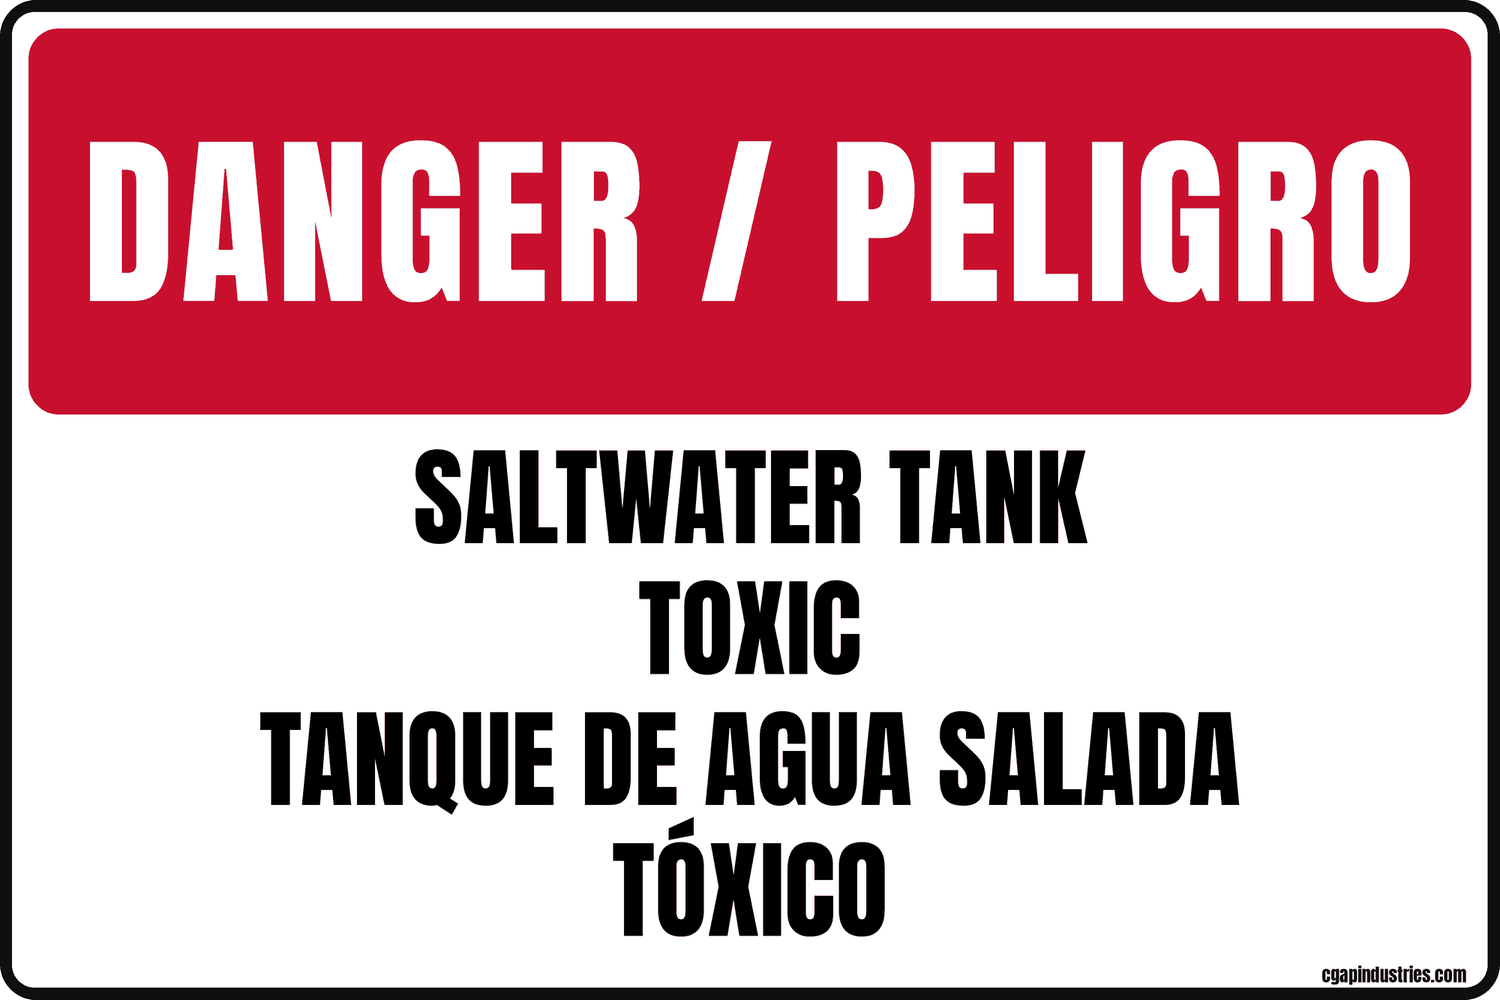 DANGER / PELIGRO
SALTWATER TANK
TOXIC
TANQUE DE AGUA SALADA
TÓXICO
cgapindustries.com